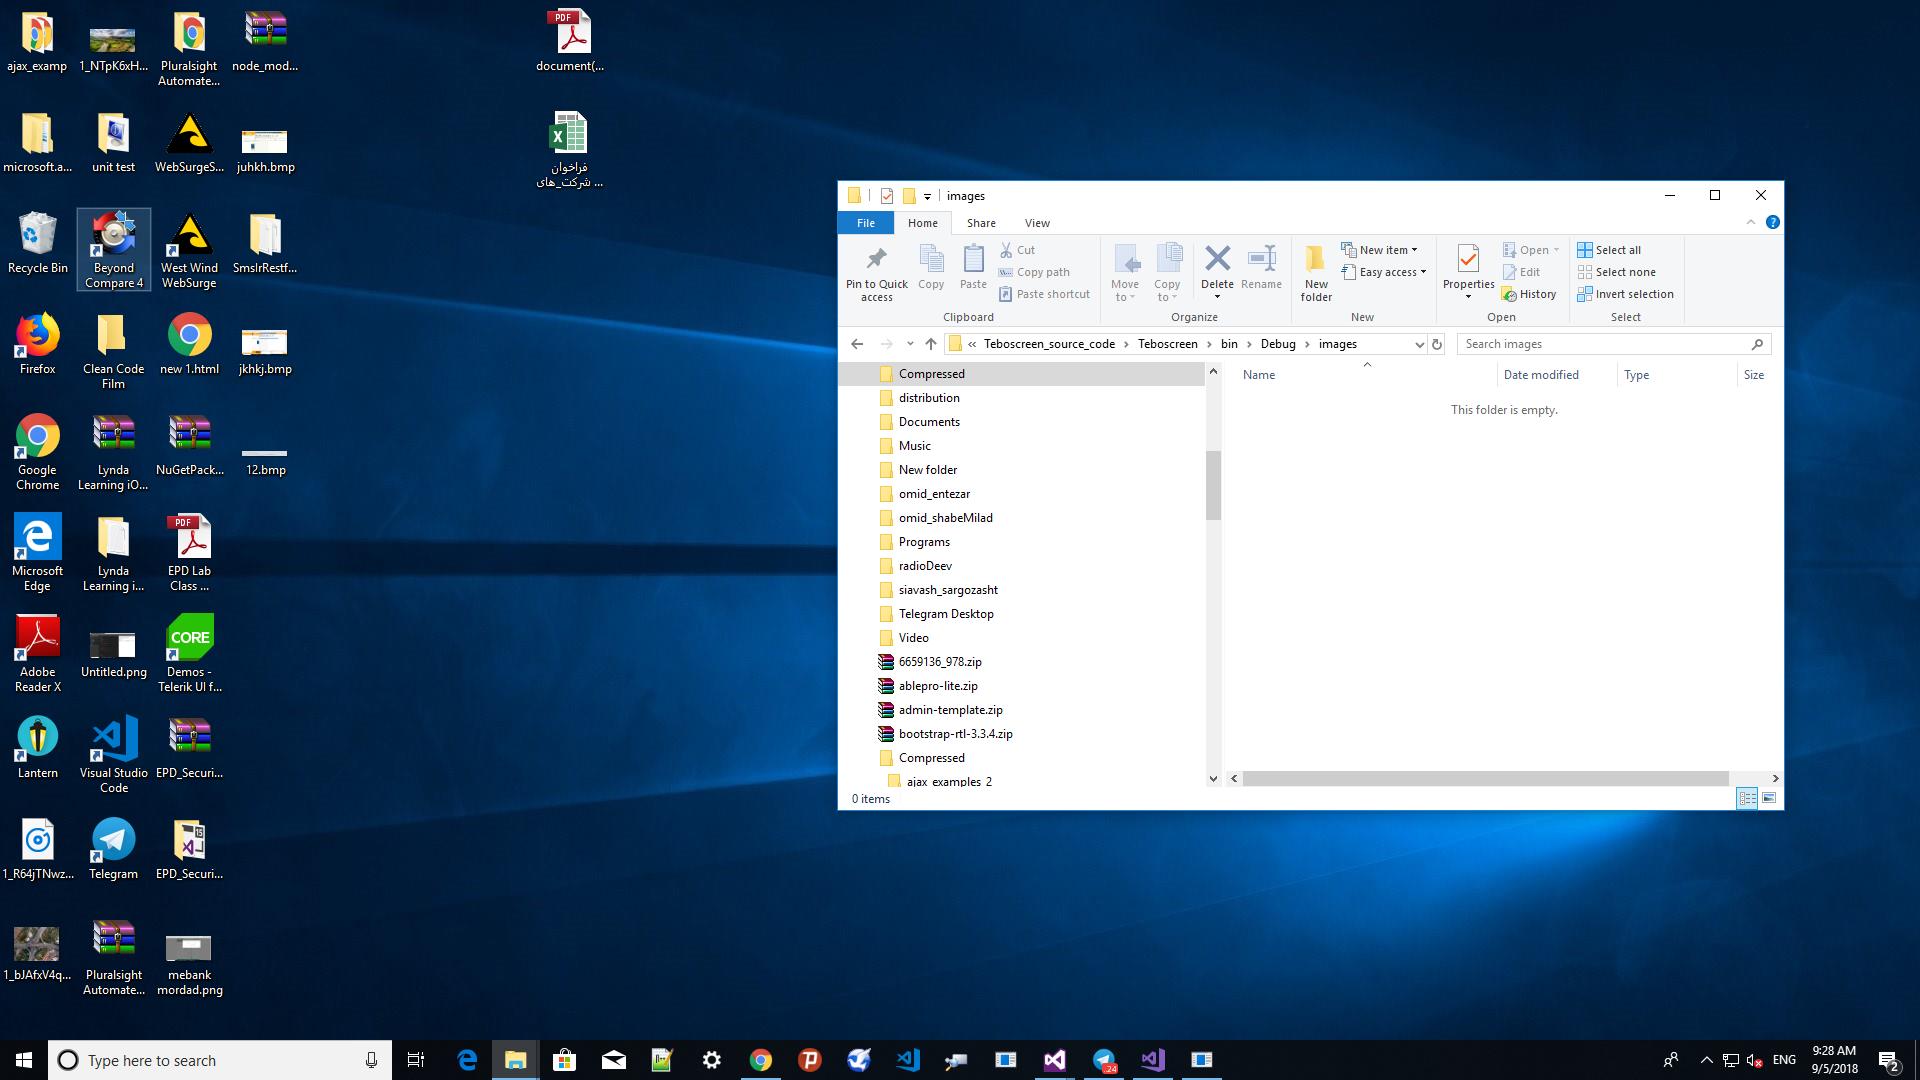 ajax_examp
1_NTpK6xH...
Pluralsight
Automate...
node_mod...
PDF
document(...
microsoft.a...
unit test
WebSurgeS...
juhkh.bmp
فراخوان
شرکت_های ...
Recycle Bin
Beyond
Compare 4
West Wind
WebSurge
SmslrRestf...
Firefox
Clean Code
Film
new 1.html
jkhkj.bmp
Google
Chrome
Lynda
Learning iO...
NuGetPack...
12.bmp
Microsoft
Edge
Lynda
Learning i...
PDF
EPD Lab
Class ...
Adobe
Reader X
Untitled.png
CORE
Demos -
Telerik UI f...
Lantern
Visual Studio
Code
EPD_Securi...
1_R64jTNwz...
Telegram
EPD_Securi...
1_bJAfxV4q...
Pluralsight
Automate...
mebank
mordad.png
images
File Home Share View
Pin to Quick
access
Copy
Paste
Cut
Copy path
Paste shortcut
Clipboard
Move
to
Copy
to
Delete
Rename
Organize
New
folder
New item
Easy access
New
Properties
Open
Edit
History
Open
Select all
Select none
Invert selection
Select
« Teboscreen_source_code › Teboscreen › bin › Debug › images
Search images
Compressed
distribution
Documents
Music
New folder
omid_entezar
omid_shabeMilad
Programs
radioDeev
siavash_sargozasht
Telegram Desktop
Video
6659136_978.zip
ablepro-lite.zip
admin-template.zip
bootstrap-rtl-3.3.4.zip
Compressed
ajax_examples_2
Name Date modified Type Size
This folder is empty.
0 items
Type here to search
24
ENG
9:28 AM
9/5/2018
2